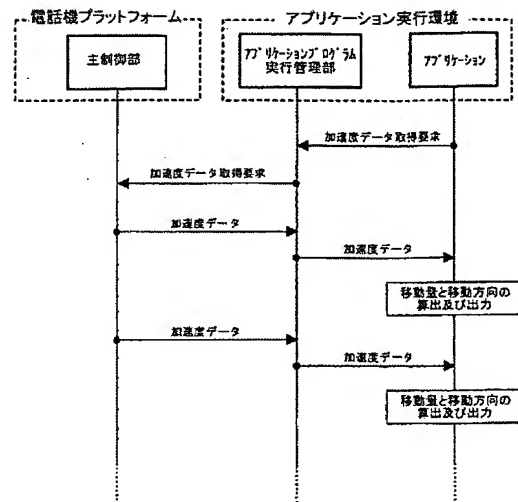 電話機プラットフォーム
アプリケーション実行環境
主制御部
アプリケーションプログラム
実行管理部
アプリケーション
加速度データ取得要求
加速度データ取得要求
加速度データ
加速度データ
移動量と移動方向の
算出及び出力
加速度データ
加速度データ
移動量と移動方向の
算出及び出力